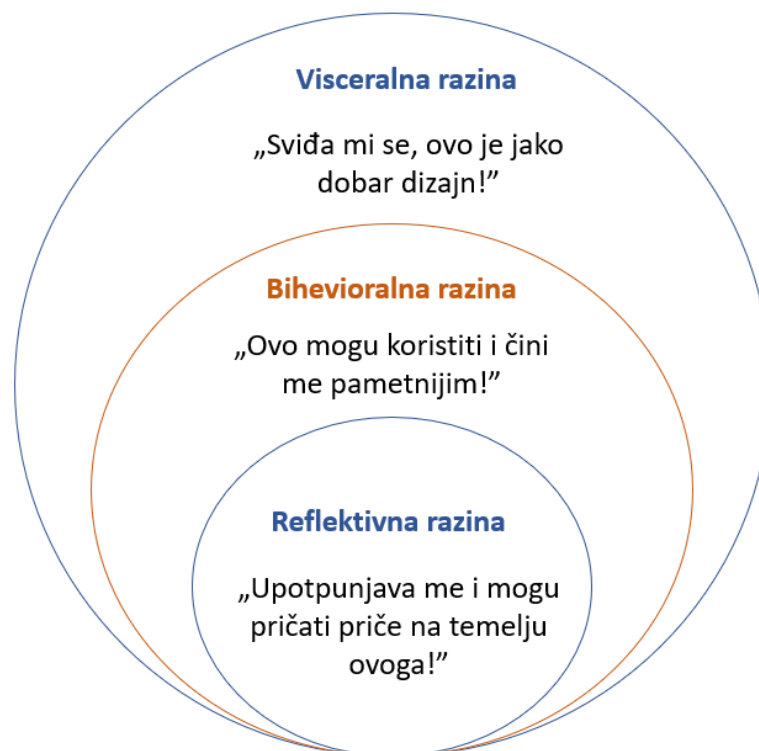 Visceralna razina
„Sviđa mi se, ovo je jako
dobar dizajn!”
Bihevioralna razina
„Ovo mogu koristiti i čini
me pametnijim!”
Reflektivna razina
„Upotpunjava me i mogu
pričati priče na temelju
ovoga!”